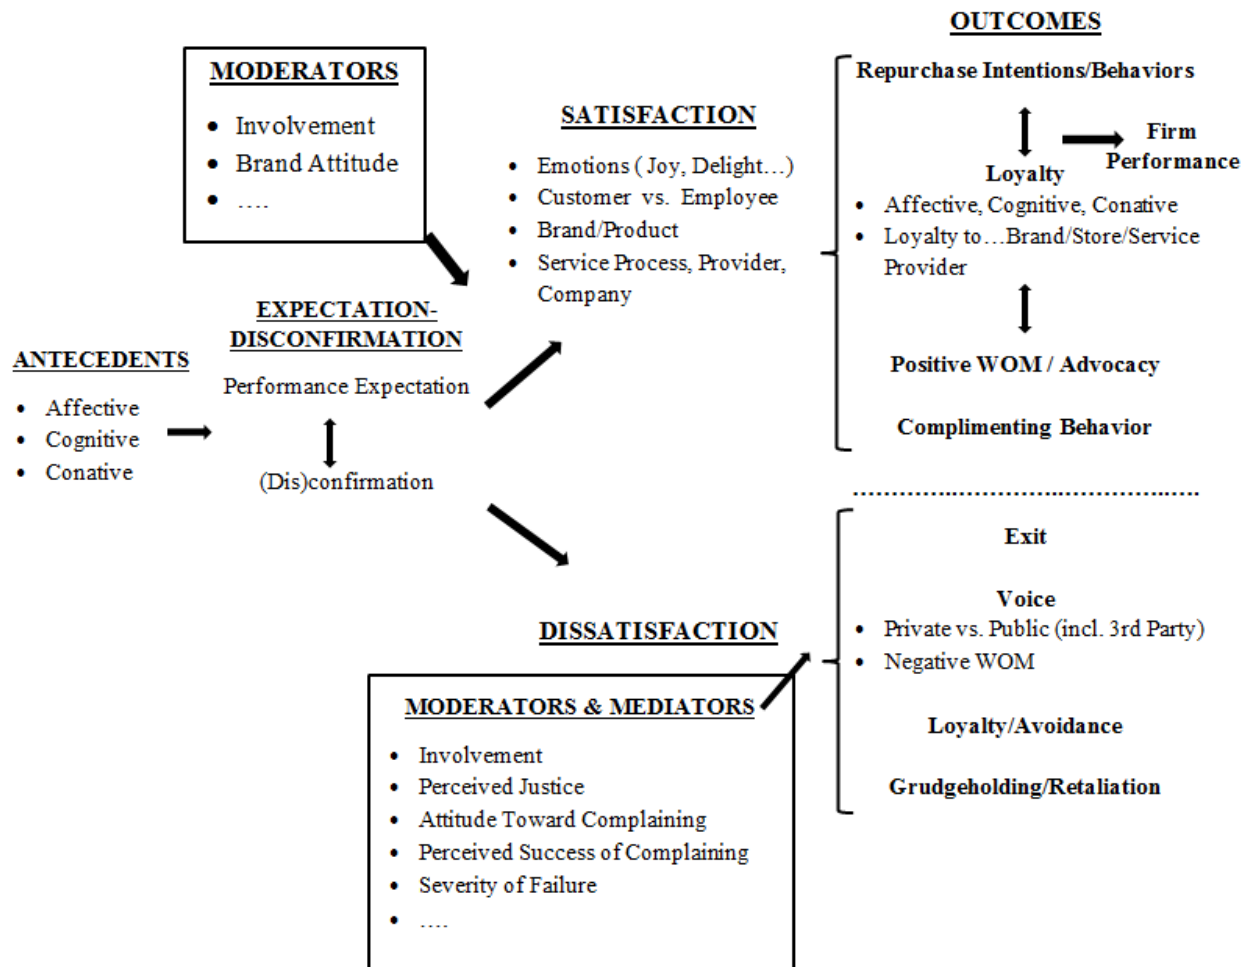 MODERATORS
• Involvement
• Brand Attitude
• ….
ANTECEDENTS
• Affective
• Cognitive
• Conative
EXPECTATION-
DISCONFIRMATION
Performance Expectation
(Dis)confirmation
SATISFACTION
• Emotions ( Joy, Delight…)
• Customer vs. Employee
• Brand/Product
• Service Process, Provider,
Company
DISSATISFACTION
MODERATORS & MEDIATORS
• Involvement
• Perceived Justice
• Attitude Toward Complaining
• Perceived Success of Complaining
• Severity of Failure
• ….
OUTCOMES
Repurchase Intentions/Behaviors
Firm
Performance
Loyalty
• Affective, Cognitive, Conative
• Loyalty to…Brand/Store/Service
Provider
Positive WOM / Advocacy
Complimenting Behavior
…………..…………..…………..….
Exit
Voice
• Private vs. Public (incl. 3rd Party)
• Negative WOM
Loyalty/Avoidance
Grudgeholding/Retaliation